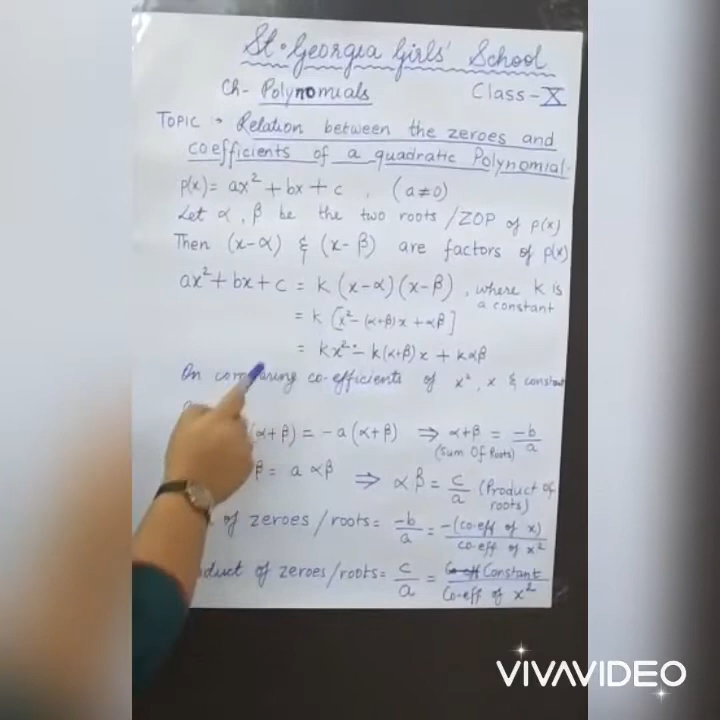 St. Georgia Girls' School
Ch- Polynomials Class - X
TOPIC :- Relation between the zeroes and
coefficients of a quadratic Polynomial.
p(x) = ax² + bx + c , (a ≠ 0)
Let α, β be the two roots / ZOP of p(x)
Then (x-α) & (x-β) are factors of p(x)
ax² + bx + c = k (x-α) (x-β) , where k is
a constant
= k [x² - (α+β)x + αβ]
= kx² - k(α+β)x + kαβ
On comparing co-efficients of x², x & constant
(α+β) = -a(α+β) ⇒ α+β = -b/a
(Sum Of Roots)
β = a αβ ⇒ αβ = c/a (Product of
roots)
of zeroes/roots = -b/a = -(co-eff of x)/co-eff of x²
duct of zeroes/roots = c/a = Constant/Co-eff of x²
VIVAVIDEO